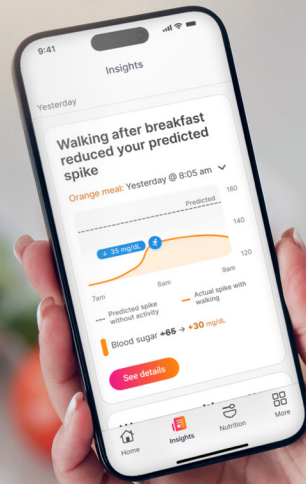 9:41
Insights
Yesterday
Walking after breakfast
reduced your predicted
spike
Orange meal: Yesterday @ 8:05 am
180
Predicted
140
↓ 35 mg/dL
120
7am
8am
9am
Predicted spike
without activity
Actual spike with
walking
Blood sugar +65 → +30 mg/dL
See details
Home
Insights
Nutrition
More